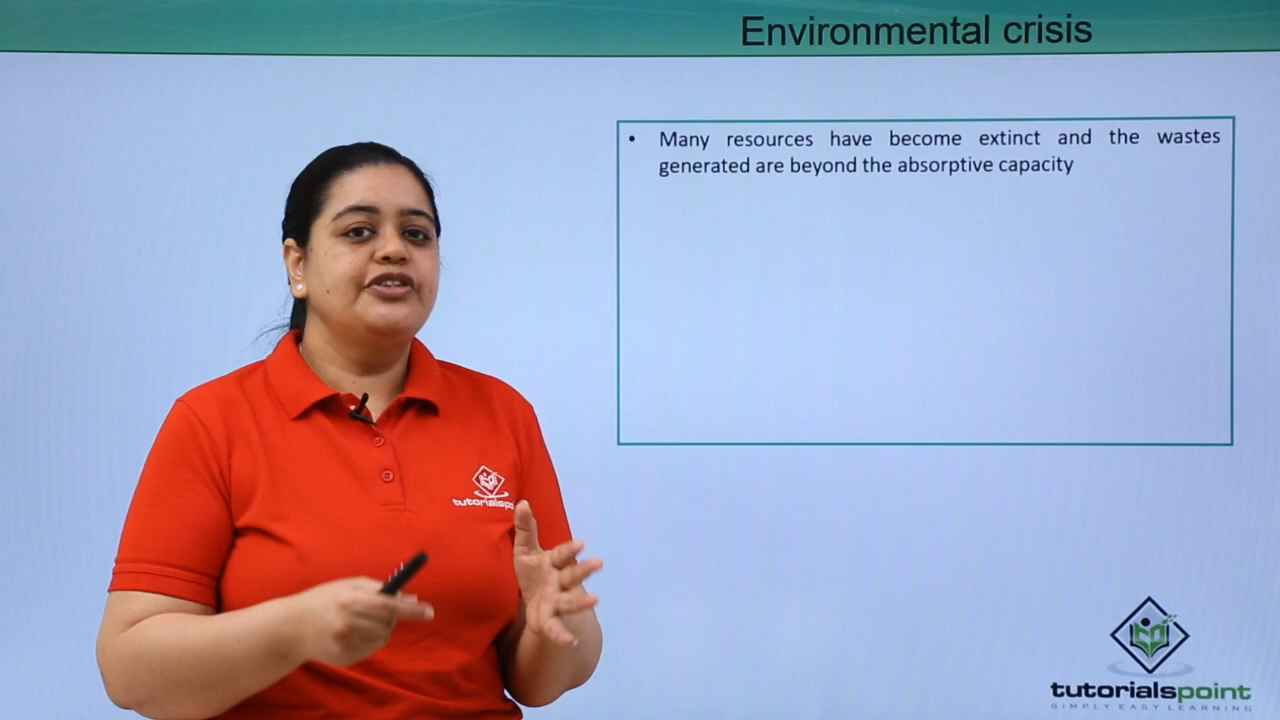 Environmental crisis
• Many resources have become extinct and the wastes
generated are beyond the absorptive capacity
tutorialspoi
tutorialspoint
SIMPLY EASY LEARNING